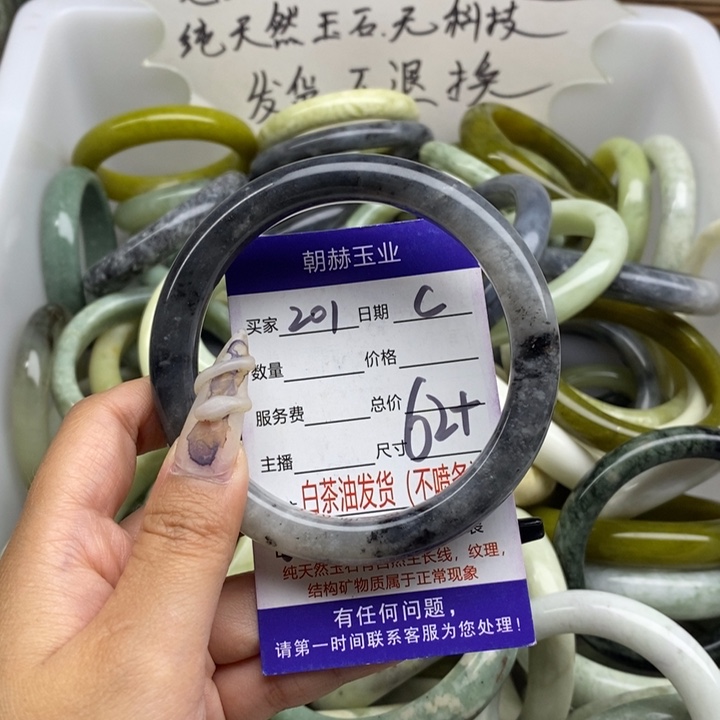 纯天然玉石.无科技
发货不退换
朝赫玉业
买家 201 日期 C
数量 价格
服务费 总价
主播 尺寸 62+
白茶油发货（不喷
纯天然玉石有自然生长线，纹理，
结构矿物质属于正常现象
有任何问题，
请第一时间联系客服为您处理！